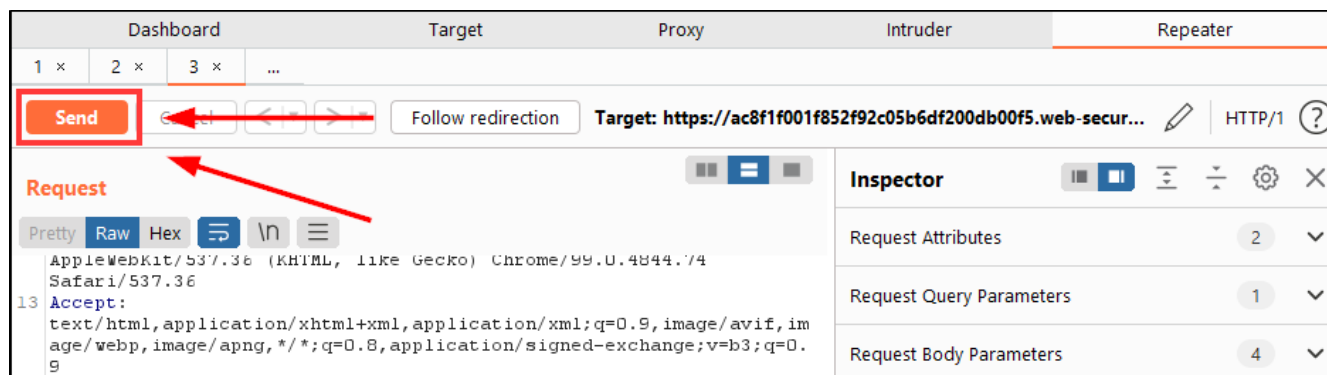 Dashboard Target Proxy Intruder Repeater
1 × 2 × 3 × ...
Send Cancel < > Follow redirection Target: https://ac8f1f001f852f92c05b6df200db00f5.web-secur... HTTP/1 ?
Request
Inspector
Pretty Raw Hex \n
AppleWebKit/537.36 (KHTML, like Gecko) Chrome/99.0.4844.74
Safari/537.36
13 Accept:
text/html,application/xhtml+xml,application/xml;q=0.9,image/avif,im
age/webp,image/apng,*/*;q=0.8,application/signed-exchange;v=b3;q=0.
9
Request Attributes 2
Request Query Parameters 1
Request Body Parameters 4